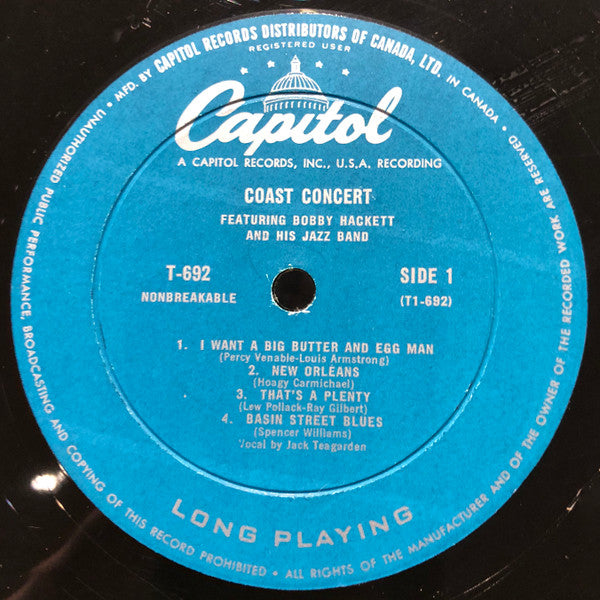 • MFD. BY CAPITOL RECORDS DISTRIBUTORS OF CANADA, LTD. IN CANADA •
REGISTERED USER
Capitol
A CAPITOL RECORDS, INC., U.S.A. RECORDING
COAST CONCERT
FEATURING BOBBY HACKETT
AND HIS JAZZ BAND
T-692
NONBREAKABLE
SIDE 1
(T1-692)
1. I WANT A BIG BUTTER AND EGG MAN
(Percy Venable-Louis Armstrong)
2. NEW ORLEANS
(Hoagy Carmichael)
3. THAT'S A PLENTY
(Lew Pollack-Ray Gilbert)
4. BASIN STREET BLUES
(Spencer Williams)
Vocal by Jack Teagarden
LONG PLAYING
UNAUTHORIZED PUBLIC PERFORMANCE, BROADCASTING AND COPYING OF THIS RECORD PROHIBITED • ALL RIGHTS OF THE MANUFACTURER AND OF THE OWNER OF THE RECORDED WORK ARE RESERVED